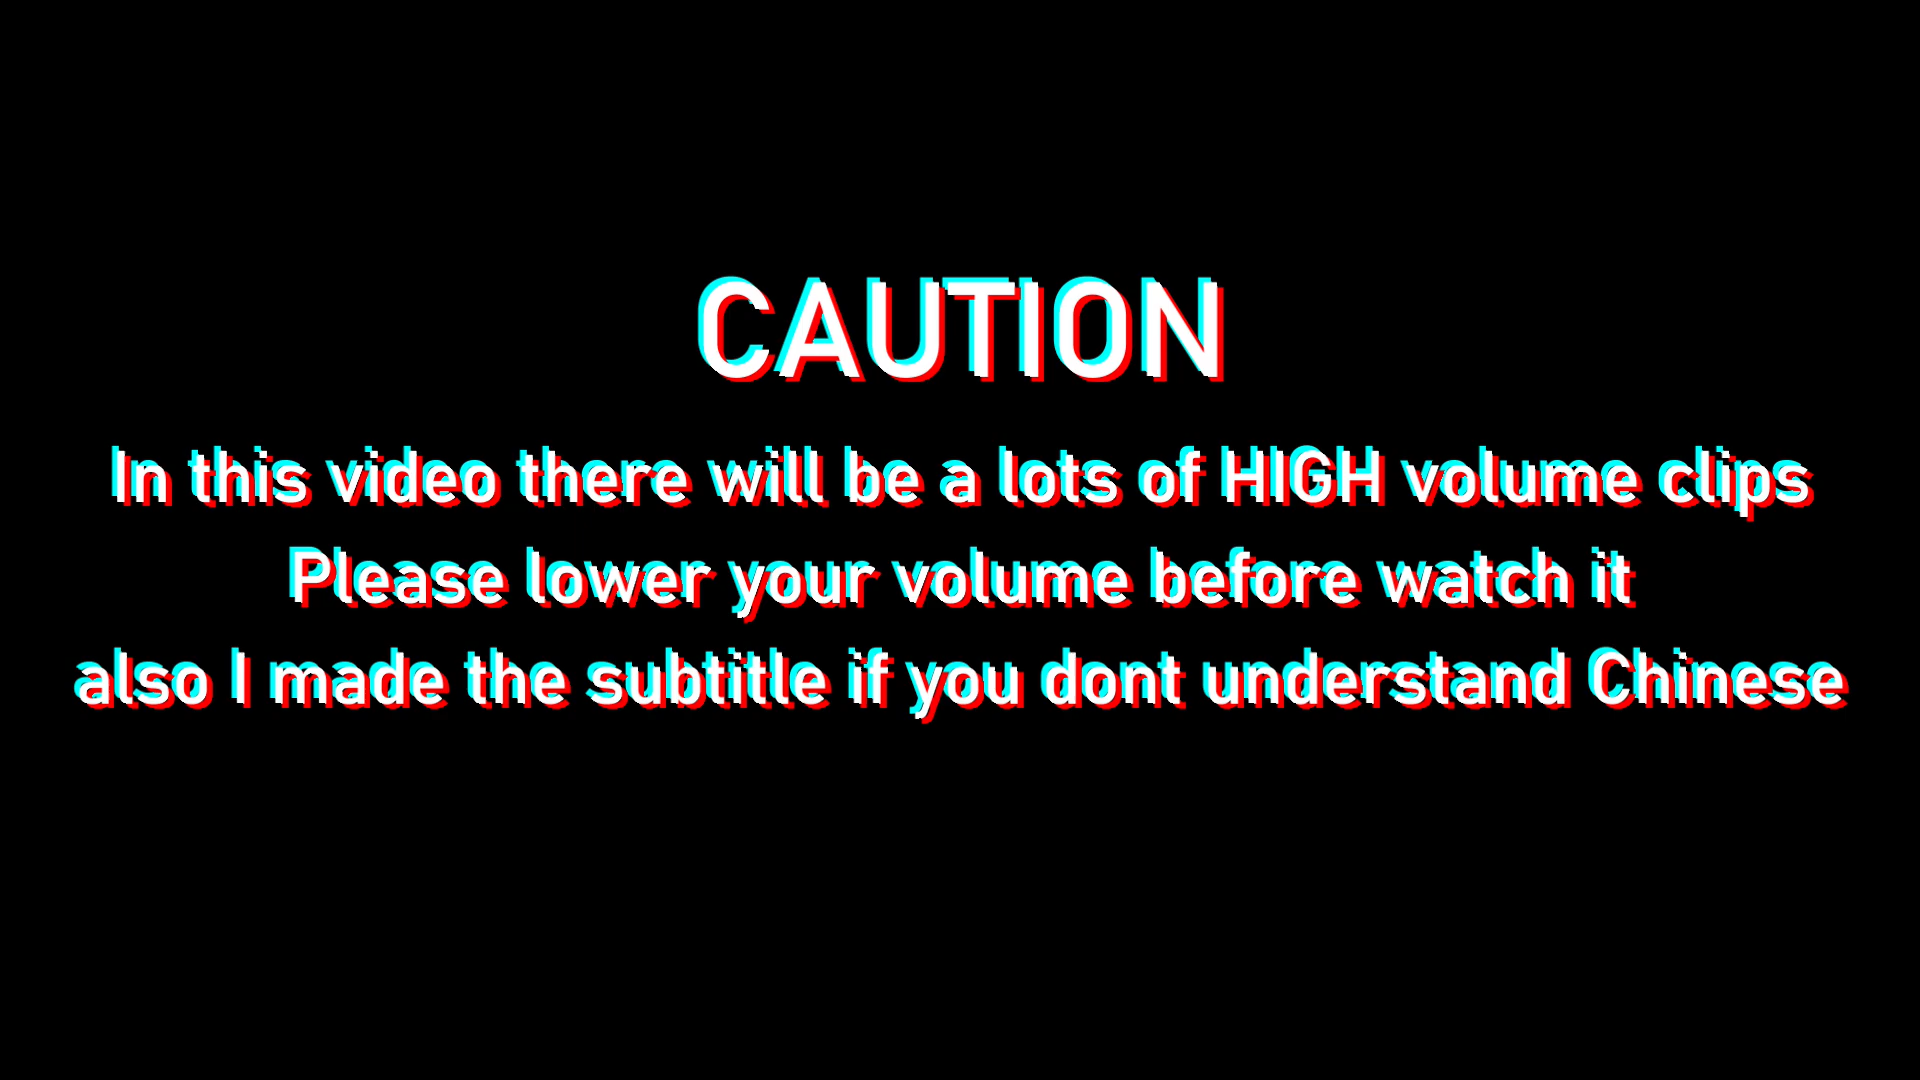 CAUTION
In this video there will be a lots of HIGH volume clips
Please lower your volume before watch it
also I made the subtitle if you dont understand Chinese